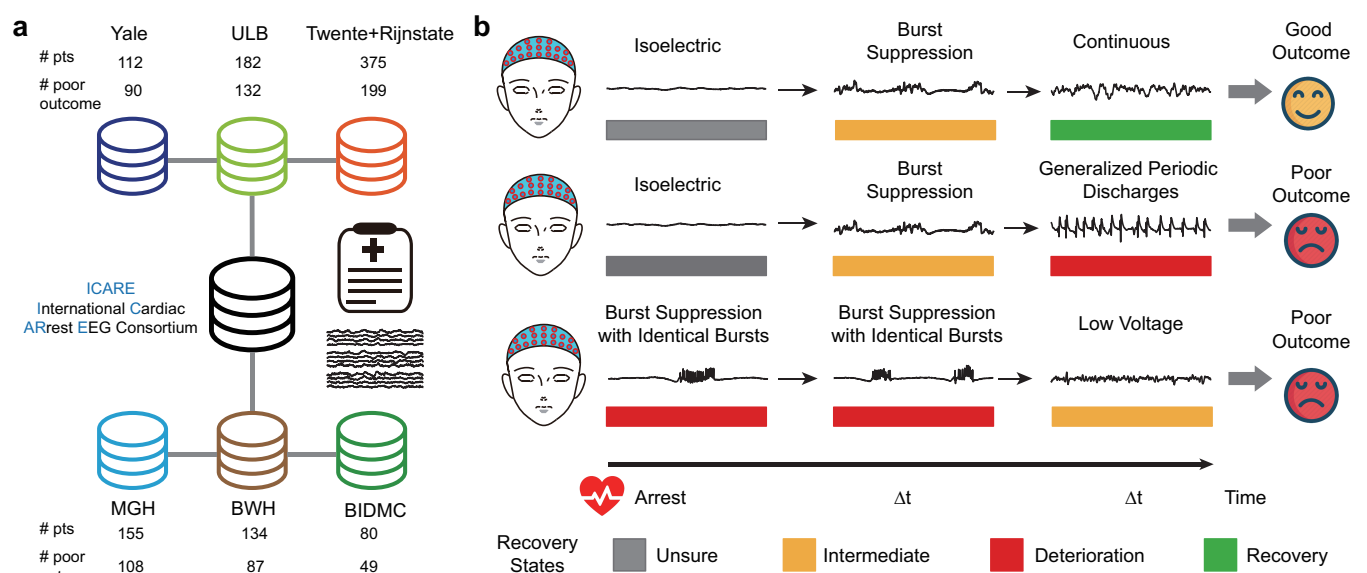 a
Yale ULB Twente+Rijnstate
# pts 112 182 375
# poor
outcome 90 132 199
ICARE
International Cardiac
ARrest EEG Consortium
MGH BWH BIDMC
# pts 155 134 80
# poor 108 87 49
b
Isoelectric
Burst
Suppression
Continuous
Good
Outcome
Isoelectric
Burst
Suppression
Generalized Periodic
Discharges
Poor
Outcome
Burst Suppression
with Identical Bursts
Burst Suppression
with Identical Bursts
Low Voltage
Poor
Outcome
Arrest Δt Δt Time
Recovery
States
Unsure Intermediate Deterioration Recovery